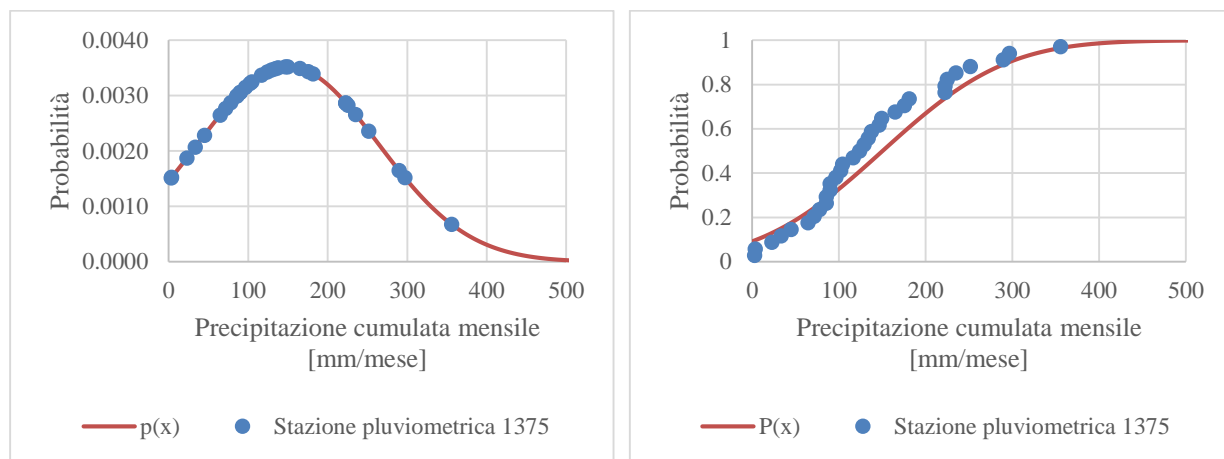 0.0040
0.0030
0.0020
0.0010
0.0000
Probabilità
0 100 200 300 400 500
Precipitazione cumulata mensile
[mm/mese]
p(x) Stazione pluviometrica 1375
1
0.8
0.6
0.4
0.2
0
Probabilità
0 100 200 300 400 500
Precipitazione cumulata mensile
[mm/mese]
P(x) Stazione pluviometrica 1375